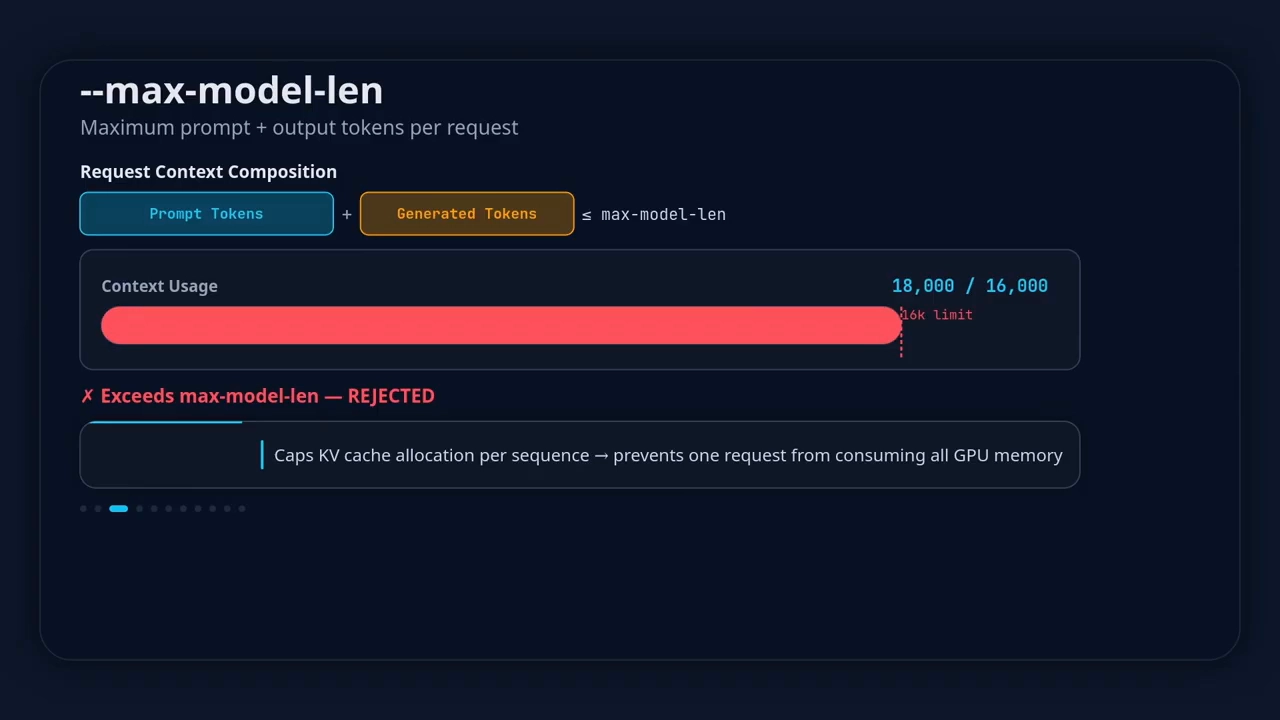 --max-model-len
Maximum prompt + output tokens per request
Request Context Composition
Prompt Tokens + Generated Tokens ≤ max-model-len
Context Usage 18,000 / 16,000
16k limit
✗ Exceeds max-model-len — REJECTED
Caps KV cache allocation per sequence → prevents one request from consuming all GPU memory